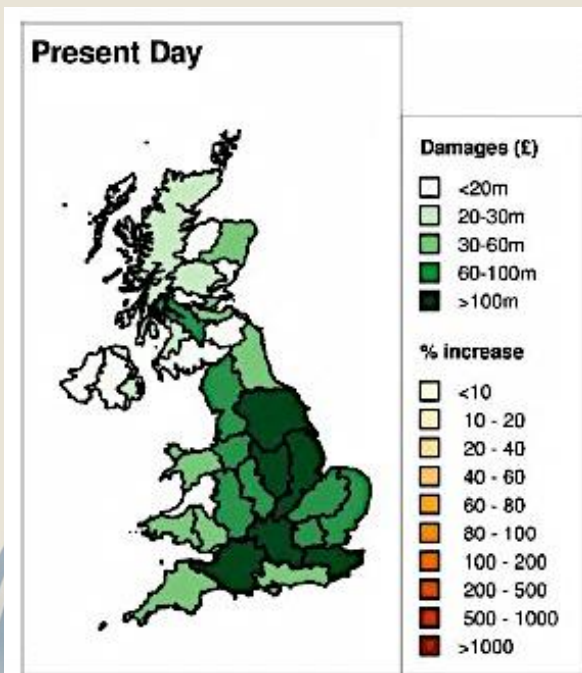 Present Day
Damages (£)
<20m
20-30m
30-60m
60-100m
>100m
% increase
<10
10 - 20
20 - 40
40 - 60
60 - 80
80 - 100
100 - 200
200 - 500
500 - 1000
>1000